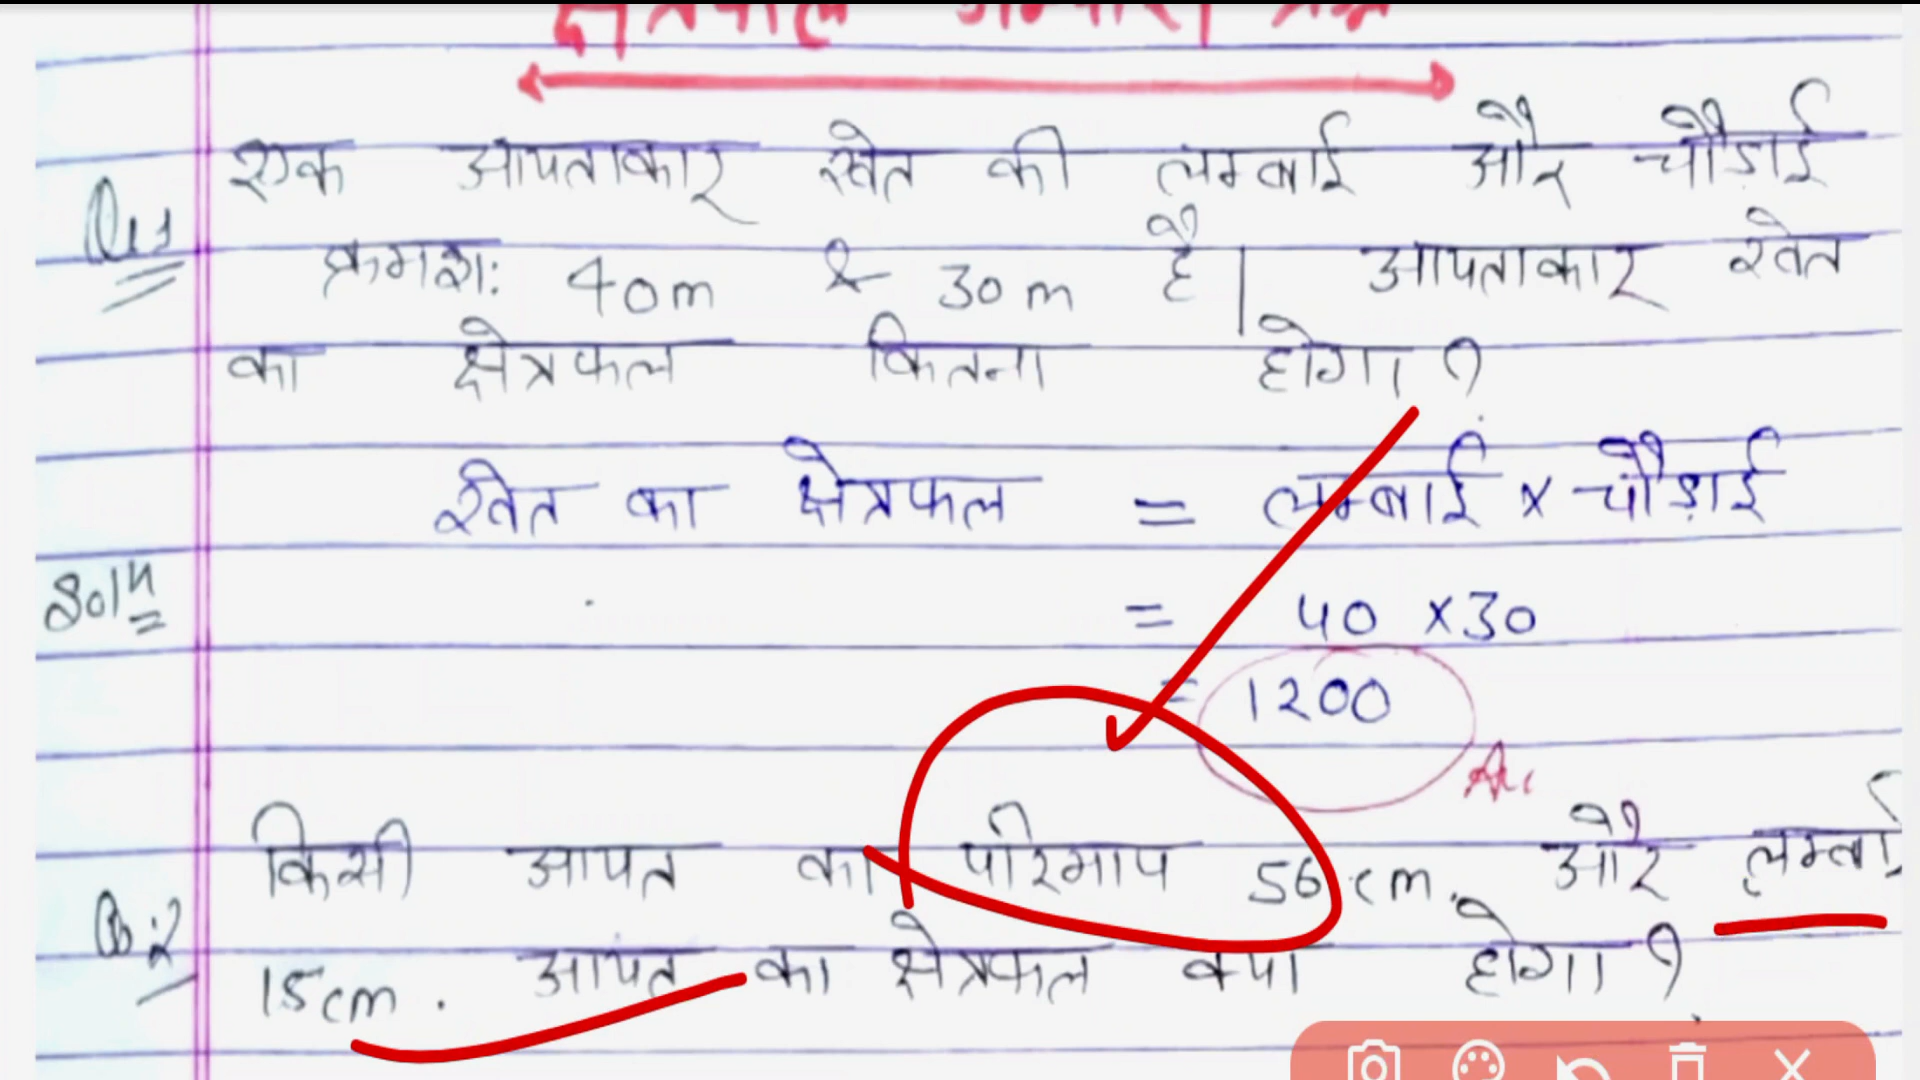 एक आयताकार खेत की लम्बाई और चौड़ाई
Q.1
क्रमशः 40m & 30m है। आयताकार खेत
का क्षेत्रफल कितना होगा?
खेत का क्षेत्रफल = लम्बाई × चौड़ाई
Solⁿ
= 40 × 30
= 1200
किसी आयत का परिमाप 56 cm. और लम्बाई
Q.2
15cm. आयत का क्षेत्रफल क्या होगा?